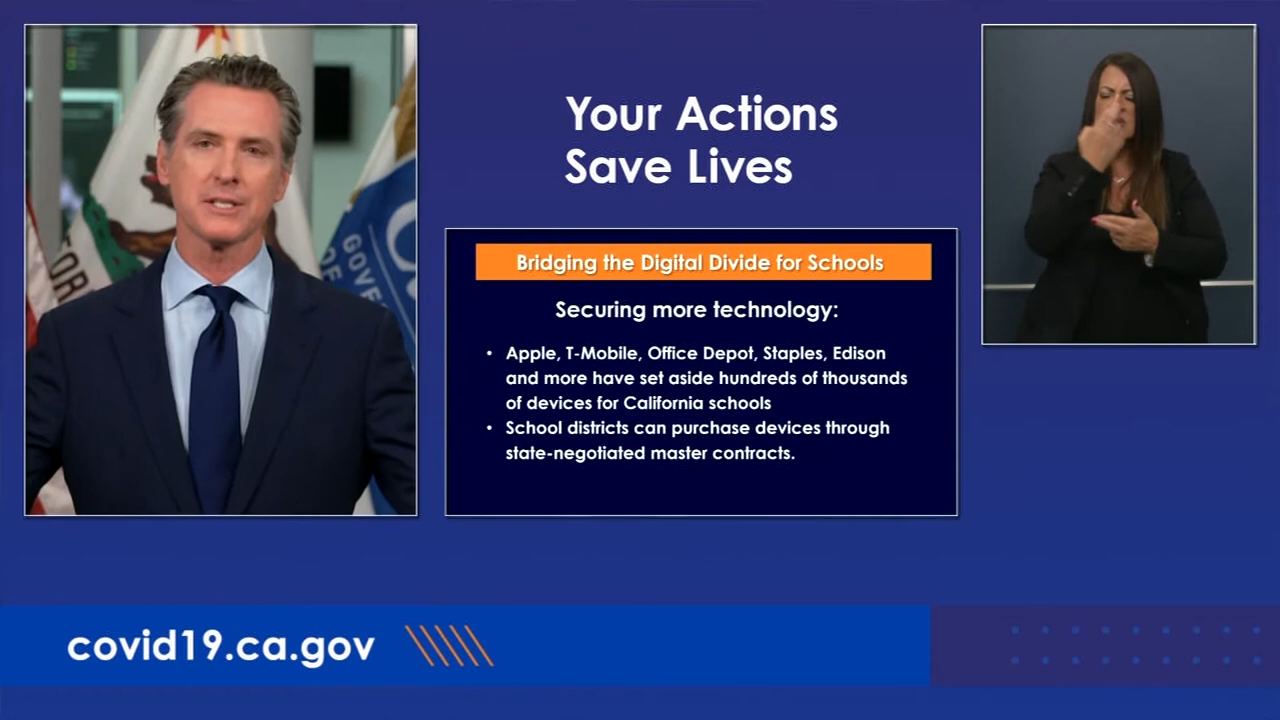 Your Actions
Save Lives
Bridging the Digital Divide for Schools
Securing more technology:
• Apple, T-Mobile, Office Depot, Staples, Edison
and more have set aside hundreds of thousands
of devices for California schools
• School districts can purchase devices through
state-negotiated master contracts.
covid19.ca.gov